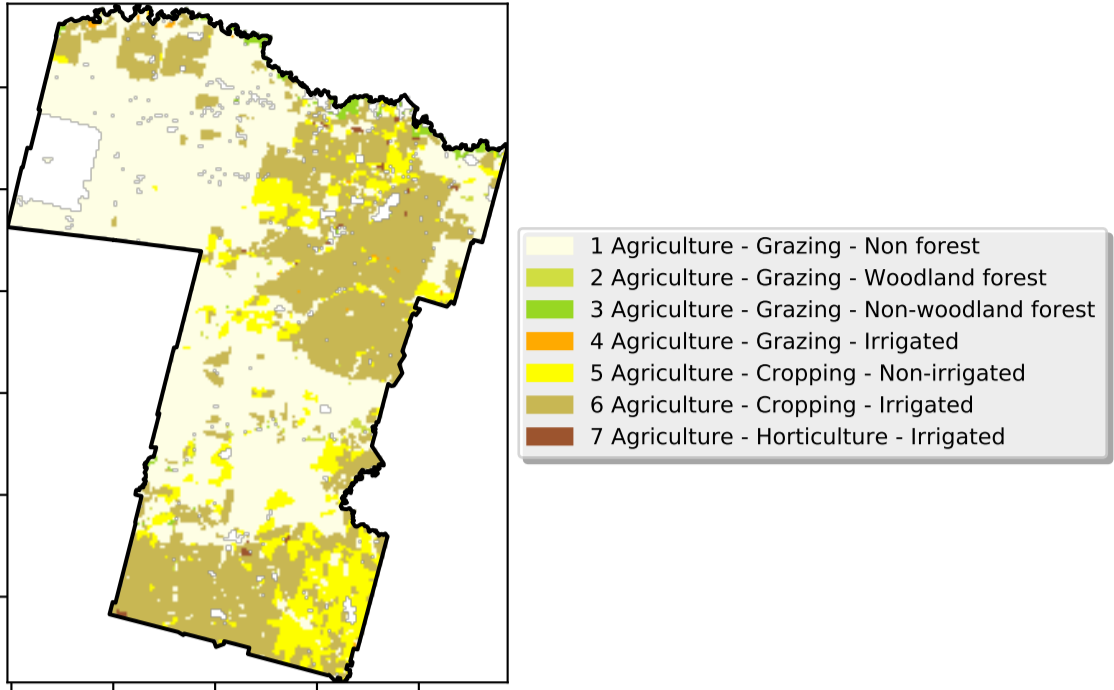 1 Agriculture - Grazing - Non forest
2 Agriculture - Grazing - Woodland forest
3 Agriculture - Grazing - Non-woodland forest
4 Agriculture - Grazing - Irrigated
5 Agriculture - Cropping - Non-irrigated
6 Agriculture - Cropping - Irrigated
7 Agriculture - Horticulture - Irrigated